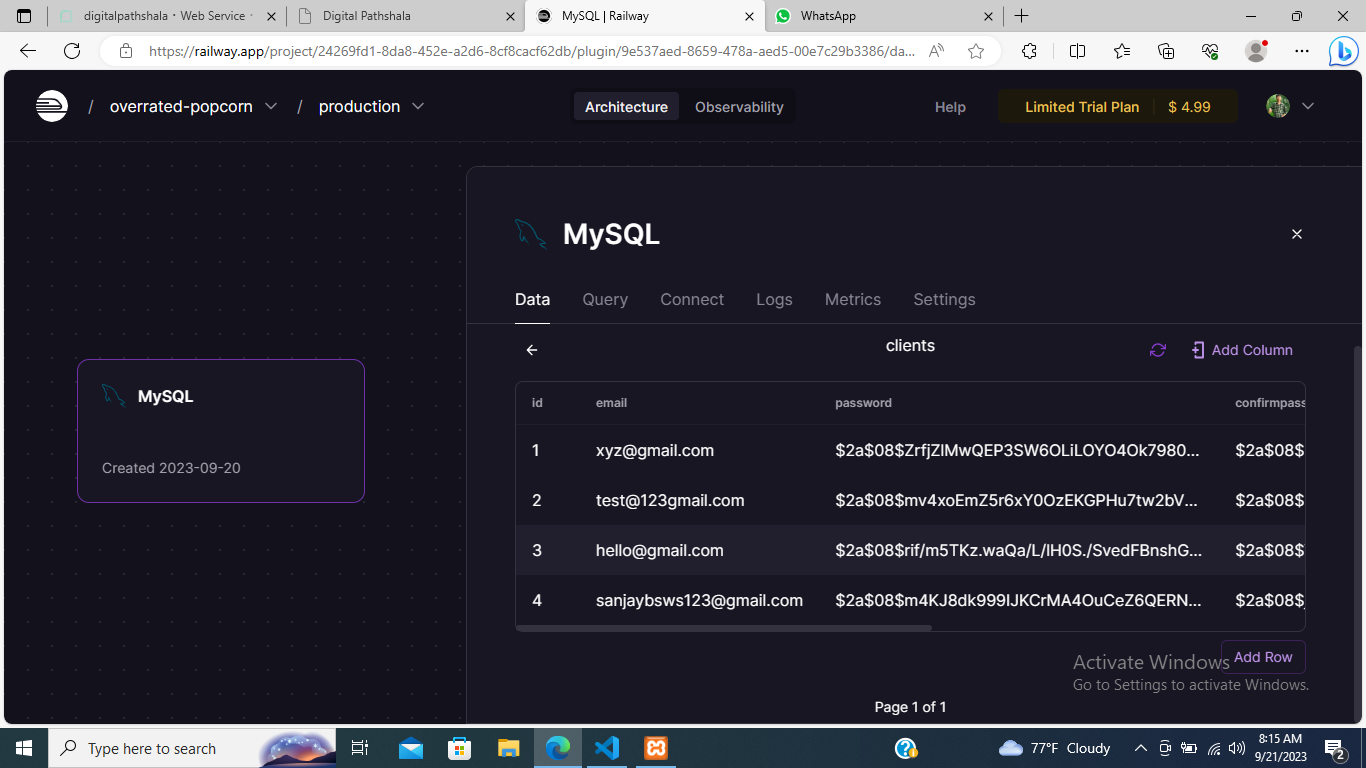 digitalpathshala · Web Service ·
Digital Pathshala
MySQL | Railway
WhatsApp
https://railway.app/project/24269fd1-8da8-452e-a2d6-8cf8cacf62db/plugin/9e537aed-8659-478a-aed5-00e7c29b3386/da...
/ overrated-popcorn / production
Architecture
Observability
Help
Limited Trial Plan
$ 4.99
MySQL
Created 2023-09-20
MySQL
Data Query Connect Logs Metrics Settings
clients
Add Column
id email password confirmpass
1 xyz@gmail.com $2a$08$ZrfjZlMwQEP3SW6OLiLOYO4Ok7980... $2a$08$
2 test@123gmail.com $2a$08$mv4xoEmZ5r6xY0OzEKGPHu7tw2bV... $2a$08$
3 hello@gmail.com $2a$08$rif/m5TKz.waQa/L/lH0S./SvedFBnshG... $2a$08$
4 sanjaybsws123@gmail.com $2a$08$m4KJ8dk999IJKCrMA4OuCeZ6QERN... $2a$08$
Add Row
Activate Windows
Go to Settings to activate Windows.
Page 1 of 1
Type here to search
77°F Cloudy
8:15 AM
9/21/2023
2